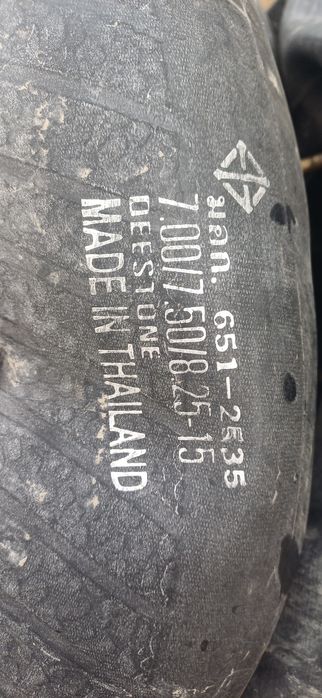 มอก. 651-2535
7.00/7.50/8.25-15
DEESTONE
MADE IN THAILAND